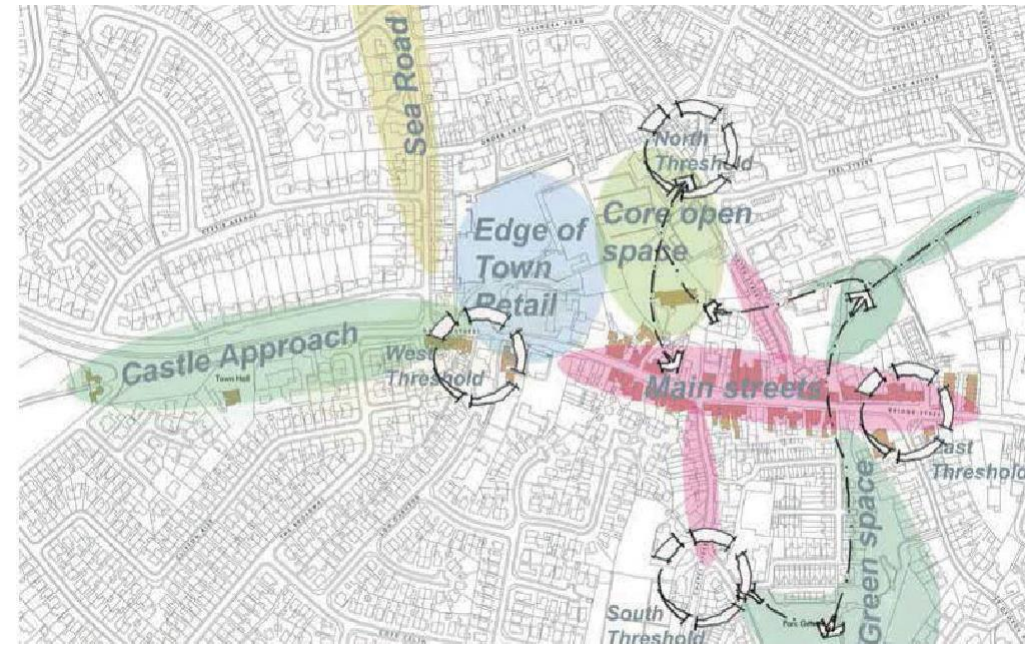 Sea Road
North
Threshold
Core open
space
Edge of
Town
Retail
Castle Approach
Town Hall
West
Threshold
Main streets
East
Threshold
Green space
South
Threshold